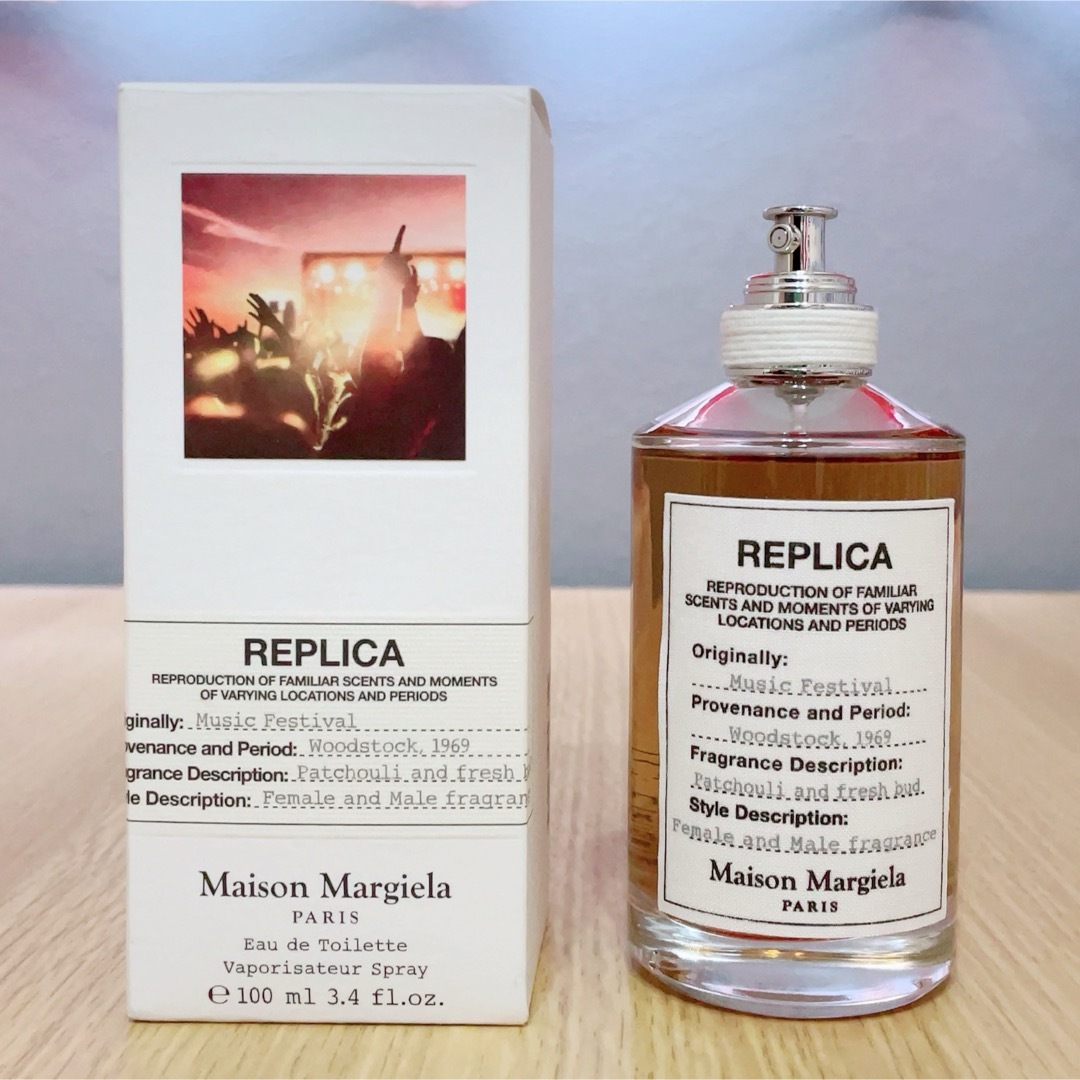 REPLICA
REPRODUCTION OF FAMILIAR SCENTS AND MOMENTS
OF VARYING LOCATIONS AND PERIODS
ginally: Music Festival
venance and Period: Woodstock, 1969
grance Description: Patchouli and fresh b
le Description: Female and Male fragran
Maison Margiela
PARIS
Eau de Toilette
Vaporisateur Spray
℮ 100 ml 3.4 fl.oz.
REPLICA
REPRODUCTION OF FAMILIAR
SCENTS AND MOMENTS OF VARYING
LOCATIONS AND PERIODS
Originally:
Music Festival
Provenance and Period:
Woodstock, 1969
Fragrance Description:
Patchouli and fresh bud
Style Description:
Female and Male fragrance
Maison Margiela
PARIS